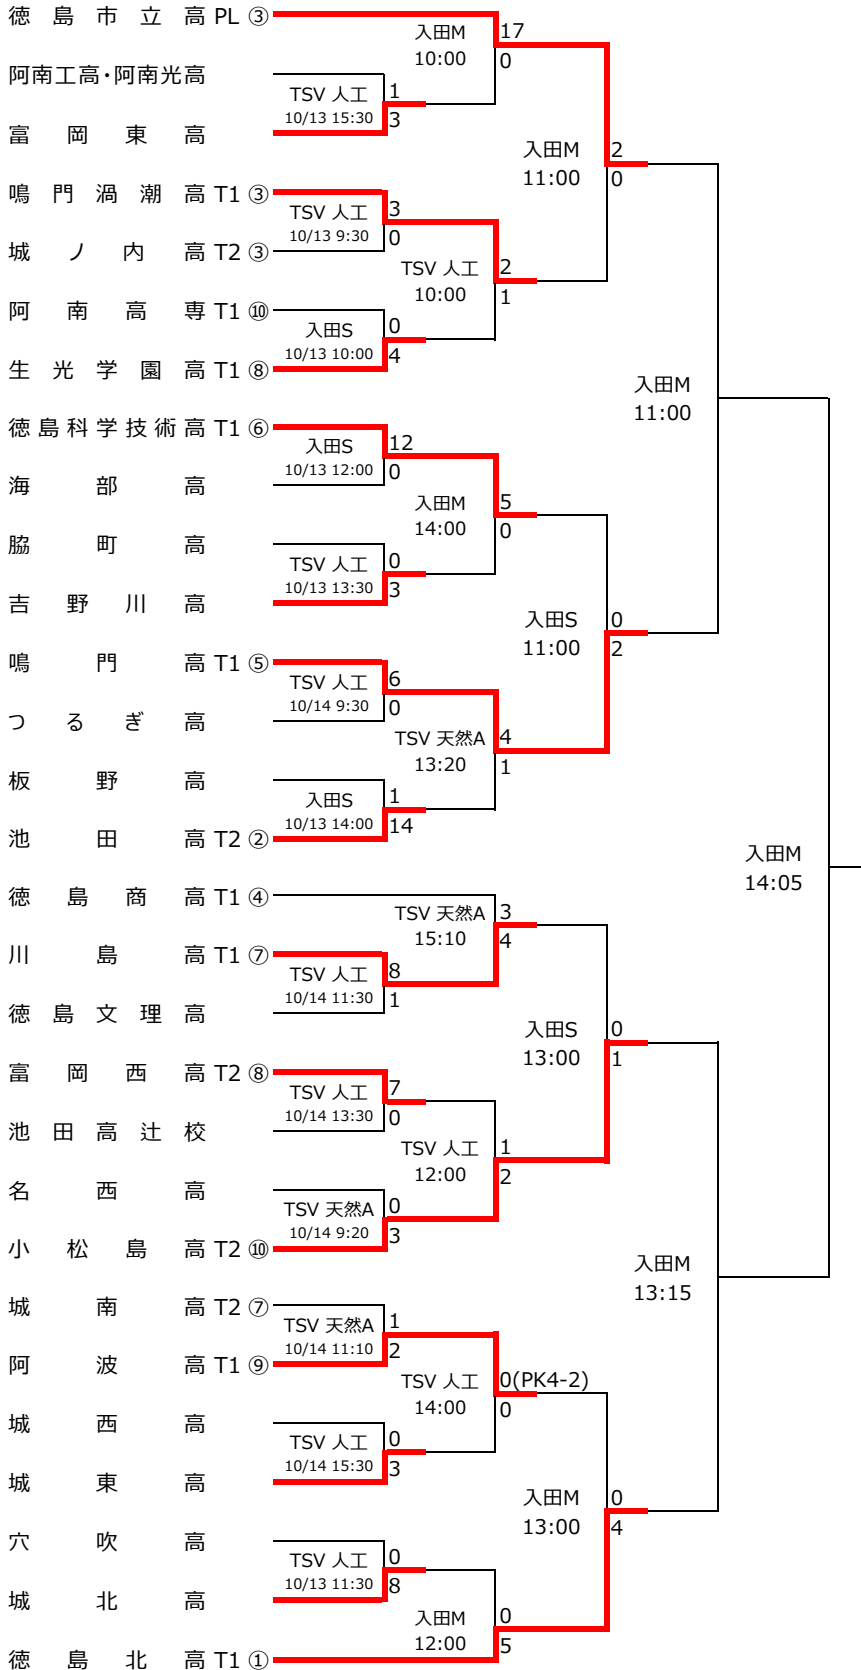 徳島市立高 PL ③
入田M
10:00
17
0
阿南工高・阿南光高
TSV 人工
10/13 15:30
1
3
富岡東高
入田M
11:00
2
0
鳴門渦潮高 T1 ③
TSV 人工
10/13 9:30
3
0
城ノ内高 T2 ③
TSV 人工
10:00
2
1
阿南高専 T1 ⑩
入田S
10/13 10:00
0
4
生光学園高 T1 ⑧
入田M
11:00
徳島科学技術高 T1 ⑥
入田S
10/13 12:00
12
0
海部高
入田M
14:00
5
0
脇町高
TSV 人工
10/13 13:30
0
3
吉野川高
入田S
11:00
0
2
鳴門高 T1 ⑤
TSV 人工
10/14 9:30
6
0
つるぎ高
TSV 天然A
13:20
4
1
板野高
入田S
10/13 14:00
1
14
池田高 T2 ②
入田M
14:05
徳島商高 T1 ④
TSV 天然A
15:10
3
4
川島高 T1 ⑦
TSV 人工
10/14 11:30
8
1
徳島文理高
入田S
13:00
0
1
富岡西高 T2 ⑧
TSV 人工
10/14 13:30
7
0
池田高辻校
TSV 人工
12:00
1
2
名西高
TSV 天然A
10/14 9:20
0
3
小松島高 T2 ⑩
入田M
13:15
城南高 T2 ⑦
TSV 天然A
10/14 11:10
1
2
阿波高 T1 ⑨
TSV 人工
14:00
0(PK4-2)
0
城西高
TSV 人工
10/14 15:30
0
3
城東高
入田M
13:00
0
4
穴吹高
TSV 人工
10/13 11:30
0
8
城北高
入田M
12:00
0
5
徳島北高 T1 ①